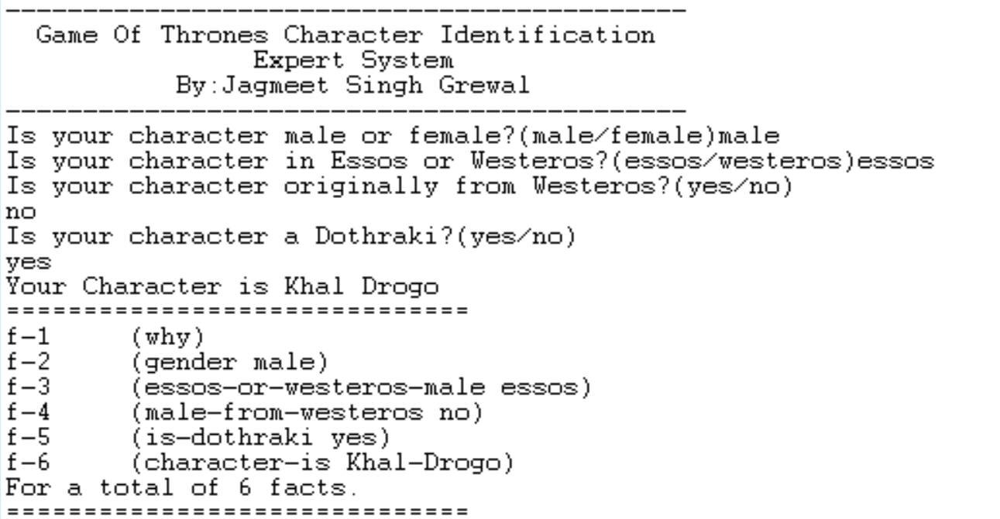 Game Of Thrones Character Identification
Expert System
By:Jagmeet Singh Grewal
Is your character male or female?(male/female)male
Is your character in Essos or Westeros?(essos/westeros)essos
Is your character originally from Westeros?(yes/no)
no
Is your character a Dothraki?(yes/no)
yes
Your Character is Khal Drogo
==============================
f-1 (why)
f-2 (gender male)
f-3 (essos-or-westeros-male essos)
f-4 (male-from-westeros no)
f-5 (is-dothraki yes)
f-6 (character-is Khal-Drogo)
For a total of 6 facts.
==============================